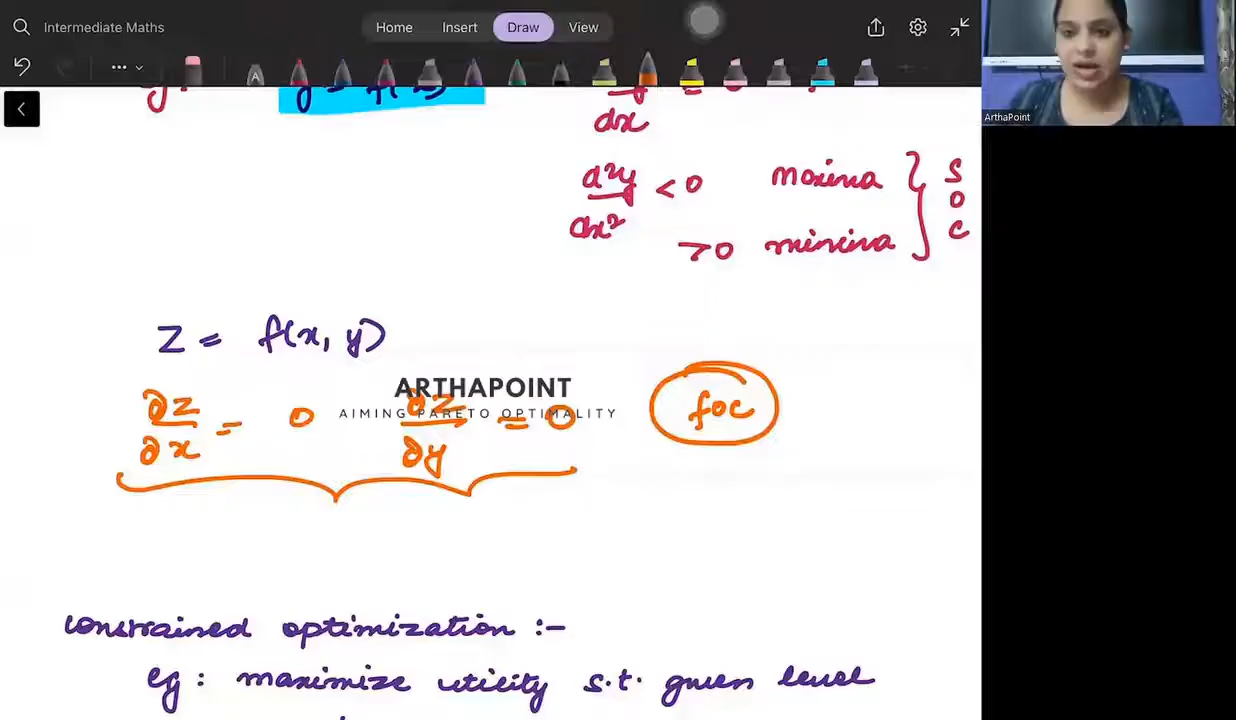 Intermediate Maths
Home Insert Draw View
A
ArthaPoint
dx
d²y/dx² < 0 maxima } S O C
> 0 minima
Z = f(x, y)
ARTHAPOINT
AIMING PARETO OPTIMALITY
∂Z/∂x = 0 ∂Z/∂y = 0 foc
constrained optimization :-
eg : maximize utility s.t. given level